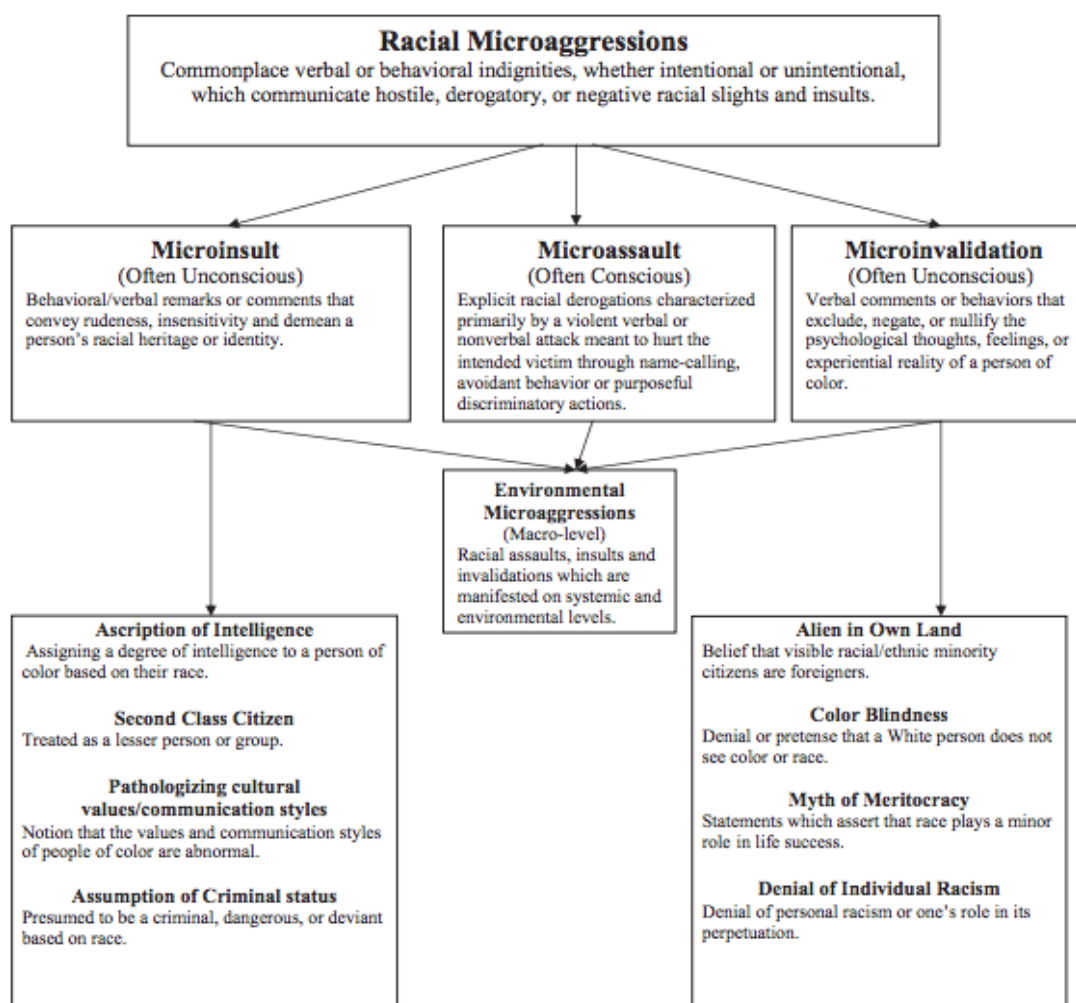 Racial Microaggressions
Commonplace verbal or behavioral indignities, whether intentional or unintentional,
which communicate hostile, derogatory, or negative racial slights and insults.
Microinsult
(Often Unconscious)
Behavioral/verbal remarks or comments that
convey rudeness, insensitivity and demean a
person's racial heritage or identity.
Microassault
(Often Conscious)
Explicit racial derogations characterized
primarily by a violent verbal or
nonverbal attack meant to hurt the
intended victim through name-calling,
avoidant behavior or purposeful
discriminatory actions.
Microinvalidation
(Often Unconscious)
Verbal comments or behaviors that
exclude, negate, or nullify the
psychological thoughts, feelings, or
experiential reality of a person of
color.
Environmental
Microaggressions
(Macro-level)
Racial assaults, insults and
invalidations which are
manifested on systemic and
environmental levels.
Ascription of Intelligence
Assigning a degree of intelligence to a person of
color based on their race.
Second Class Citizen
Treated as a lesser person or group.
Pathologizing cultural
values/communication styles
Notion that the values and communication styles
of people of color are abnormal.
Assumption of Criminal status
Presumed to be a criminal, dangerous, or deviant
based on race.
Alien in Own Land
Belief that visible racial/ethnic minority
citizens are foreigners.
Color Blindness
Denial or pretense that a White person does not
see color or race.
Myth of Meritocracy
Statements which assert that race plays a minor
role in life success.
Denial of Individual Racism
Denial of personal racism or one's role in its
perpetuation.